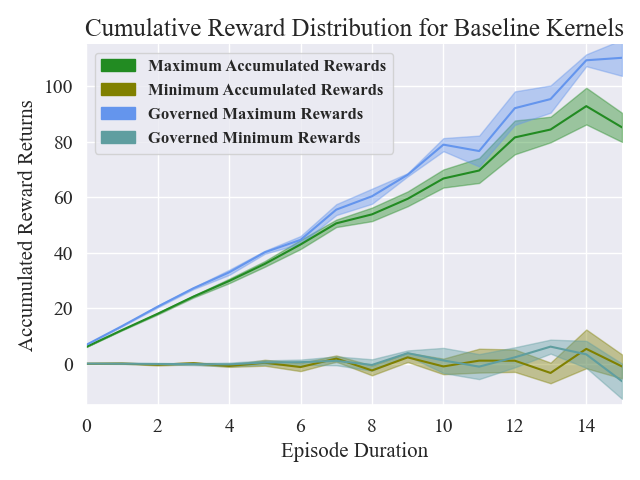 Cumulative Reward Distribution for Baseline Kernels
Maximum Accumulated Rewards
Minimum Accumulated Rewards
Governed Maximum Rewards
Governed Minimum Rewards
Accumulated Reward Returns
100
80
60
40
20
0
0 2 4 6 8 10 12 14
Episode Duration